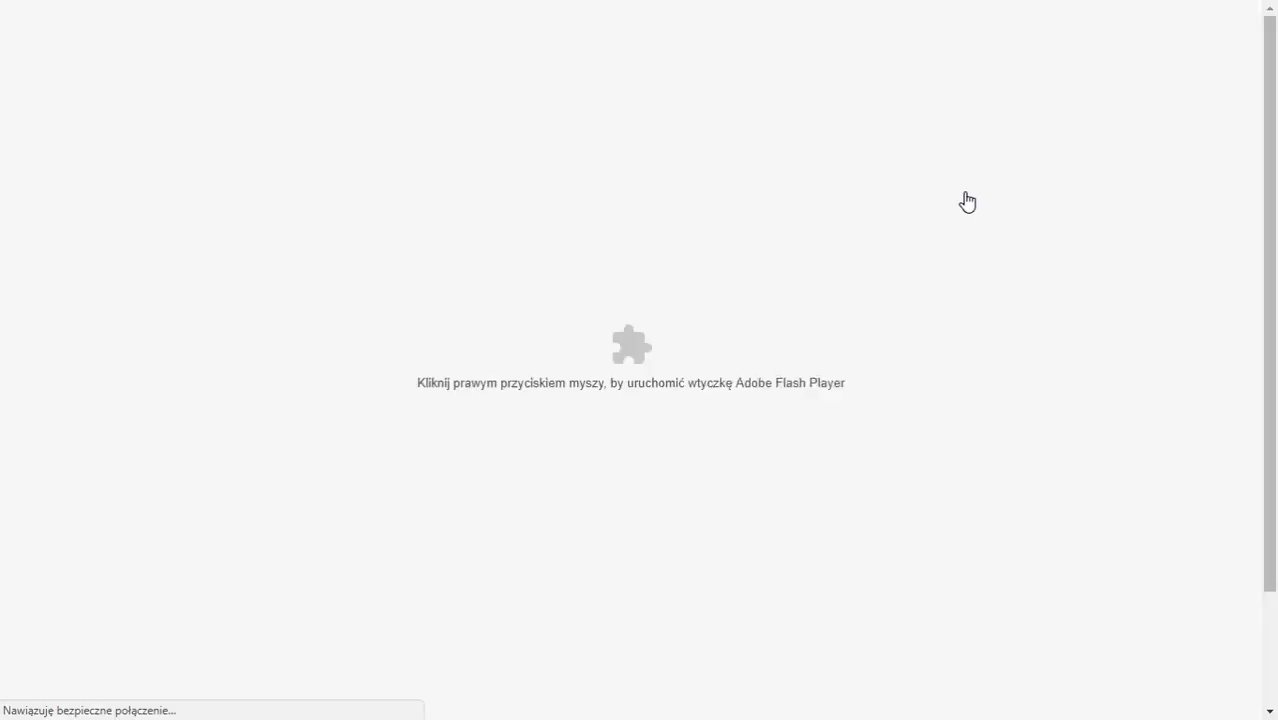 Kliknij prawym przyciskiem myszy, by uruchomić wtyczkę Adobe Flash Player
Nawiązuję bezpieczne połączenie...